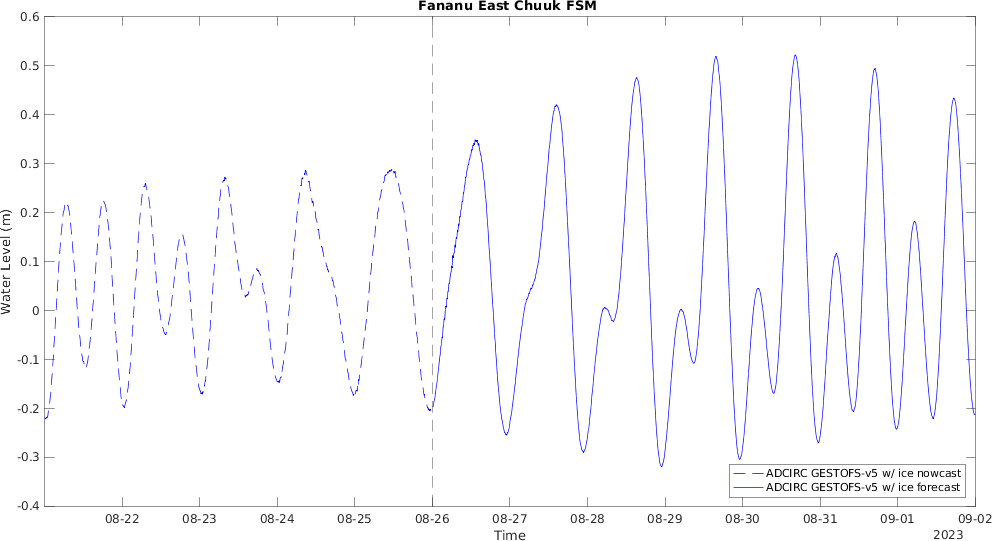 Fananu East Chuuk FSM
0.6
0.5
0.4
0.3
0.2
0.1
0
-0.1
-0.2
-0.3
-0.4
Water Level (m)
ADCIRC GESTOFS-v5 w/ ice nowcast
ADCIRC GESTOFS-v5 w/ ice forecast
08-22 08-23 08-24 08-25 08-26 08-27 08-28 08-29 08-30 08-31 09-01 09-02
Time
2023